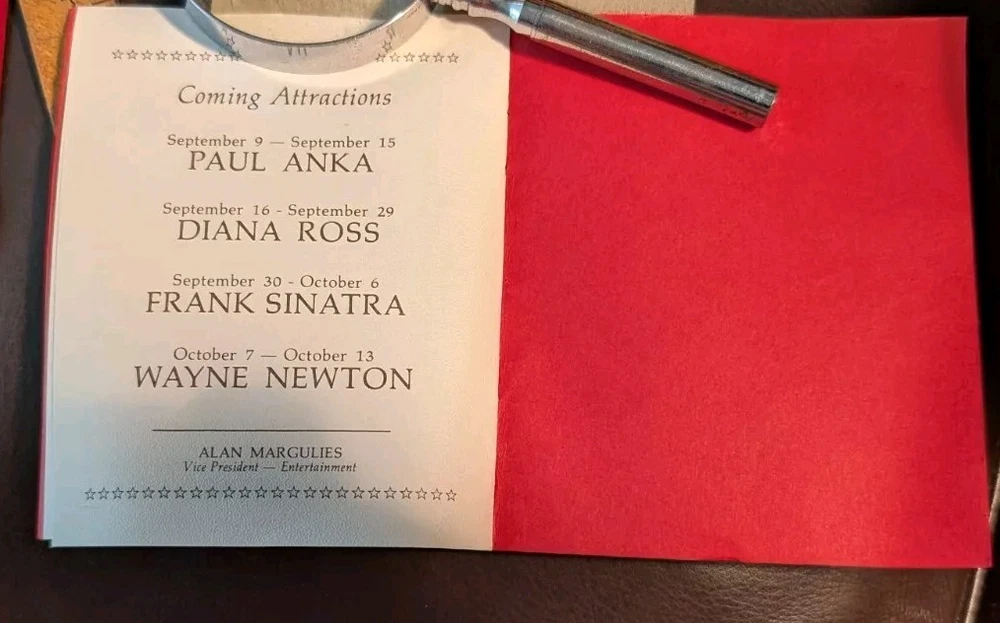 Coming Attractions
September 9 — September 15
PAUL ANKA
September 16 - September 29
DIANA ROSS
September 30 - October 6
FRANK SINATRA
October 7 — October 13
WAYNE NEWTON
ALAN MARGULIES
Vice President — Entertainment